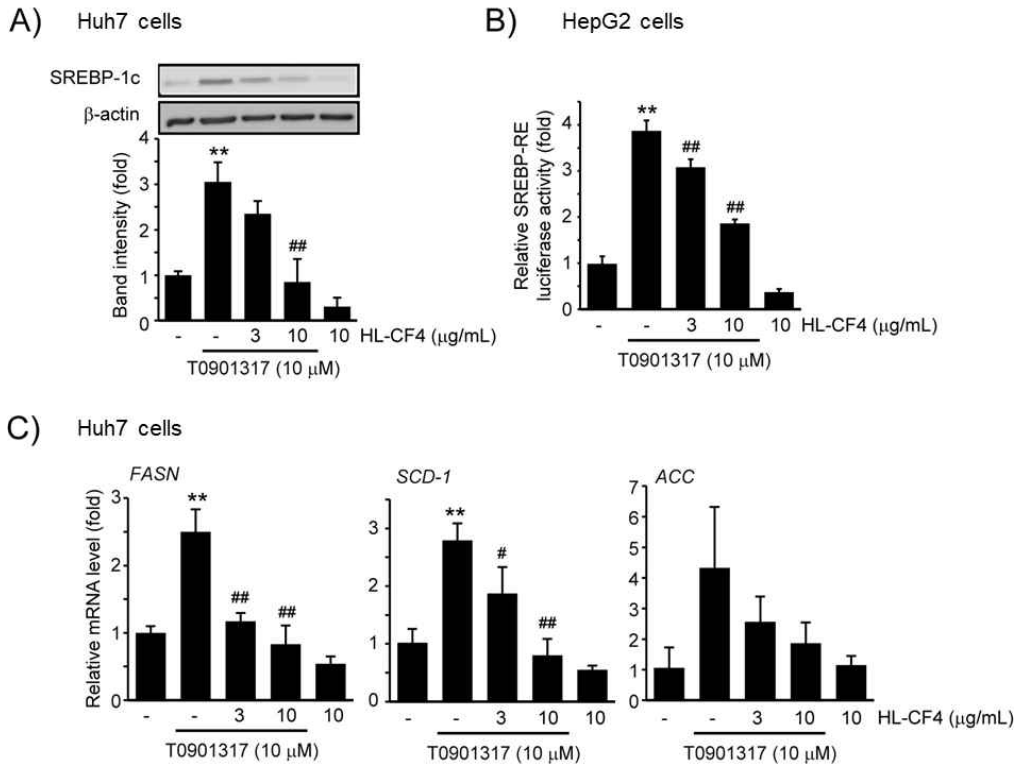 A) Huh7 cells
SREBP-1c
β-actin
Band intensity (fold)
4
3
2
1
0
**
##
- - 3 10 10 HL-CF4 (μg/mL)
T0901317 (10 μM)
B) HepG2 cells
Relative SREBP-RE
luciferase activity (fold)
4
3
2
1
0
**
##
##
- - 3 10 10 HL-CF4 (μg/mL)
T0901317 (10 μM)
C) Huh7 cells
FASN
Relative mRNA level (fold)
3
2
1
0
**
##
##
- - 3 10 10
T0901317 (10 μM)
SCD-1
3
2
1
0
**
#
##
- - 3 10 10
T0901317 (10 μM)
ACC
7
6
5
4
3
2
1
0
- - 3 10 10 HL-CF4 (μg/mL)
T0901317 (10 μM)